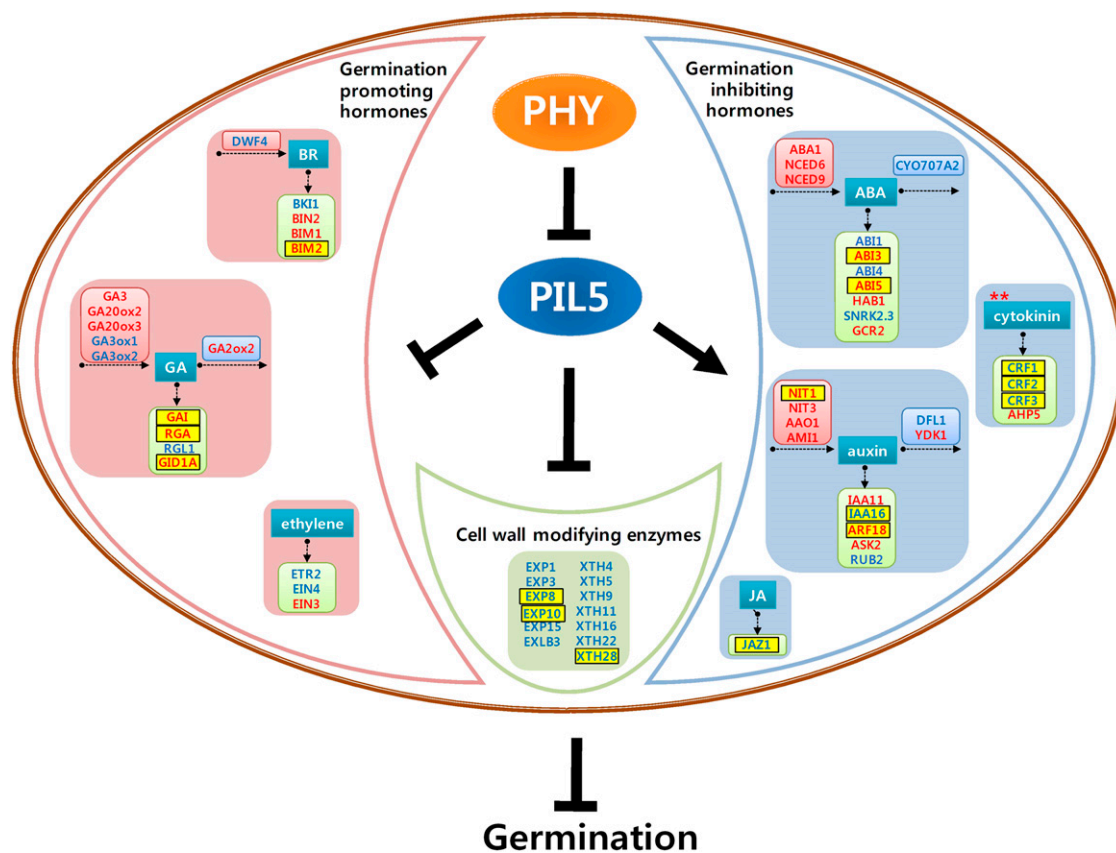 Germination
promoting
hormones
PHY
Germination
inhibiting
hormones
DWF4
BR
BKI1
BIN2
BIM1
BIM2
GA3
GA20ox2
GA20ox3
GA3ox1
GA3ox2
GA
GA2ox2
GAI
RGA
RGL1
GID1A
ethylene
ETR2
EIN4
EIN3
PIL5
Cell wall modifying enzymes
EXP1
EXP3
EXP8
EXP10
EXP15
EXLB3
XTH4
XTH5
XTH9
XTH11
XTH16
XTH22
XTH28
ABA1
NCED6
NCED9
ABA
CYO707A2
ABI1
ABI3
ABI4
ABI5
HAB1
SNRK2.3
GCR2
**
cytokinin
CRF1
CRF2
CRF3
AHP5
NIT1
NIT3
AAO1
AMI1
auxin
DFL1
YDK1
IAA11
IAA16
ARF18
ASK2
RUB2
JA
JAZ1
Germination